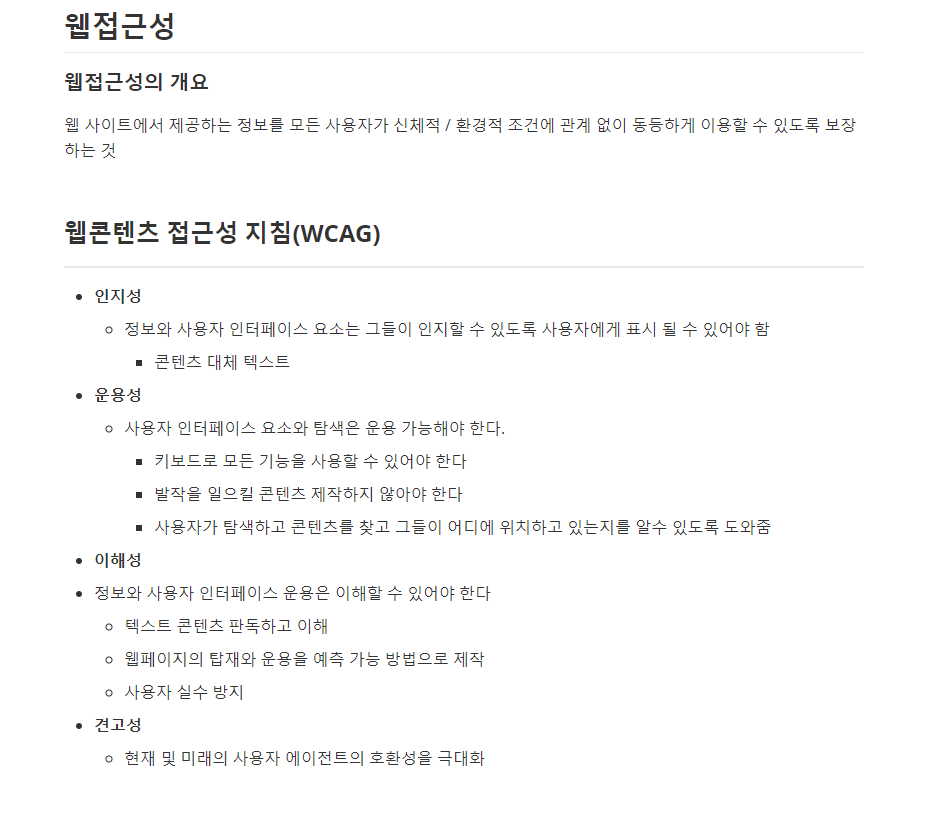 웹접근성
웹접근성의 개요
웹 사이트에서 제공하는 정보를 모든 사용자가 신체적 / 환경적 조건에 관계 없이 동등하게 이용할 수 있도록 보장
하는 것
웹콘텐츠 접근성 지침(WCAG)
인지성
정보와 사용자 인터페이스 요소는 그들이 인지할 수 있도록 사용자에게 표시 될 수 있어야 함
콘텐츠 대체 텍스트
운용성
사용자 인터페이스 요소와 탐색은 운용 가능해야 한다.
키보드로 모든 기능을 사용할 수 있어야 한다
발작을 일으킬 콘텐츠 제작하지 않아야 한다
사용자가 탐색하고 콘텐츠를 찾고 그들이 어디에 위치하고 있는지를 알수 있도록 도와줌
이해성
정보와 사용자 인터페이스 운용은 이해할 수 있어야 한다
텍스트 콘텐츠 판독하고 이해
웹페이지의 탑재와 운용을 예측 가능 방법으로 제작
사용자 실수 방지
견고성
현재 및 미래의 사용자 에이전트의 호환성을 극대화